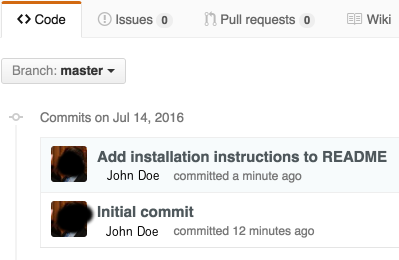 Code Issues 0 Pull requests 0 Wiki
Branch: master
Commits on Jul 14, 2016
Add installation instructions to README
John Doe committed a minute ago
Initial commit
John Doe committed 12 minutes ago